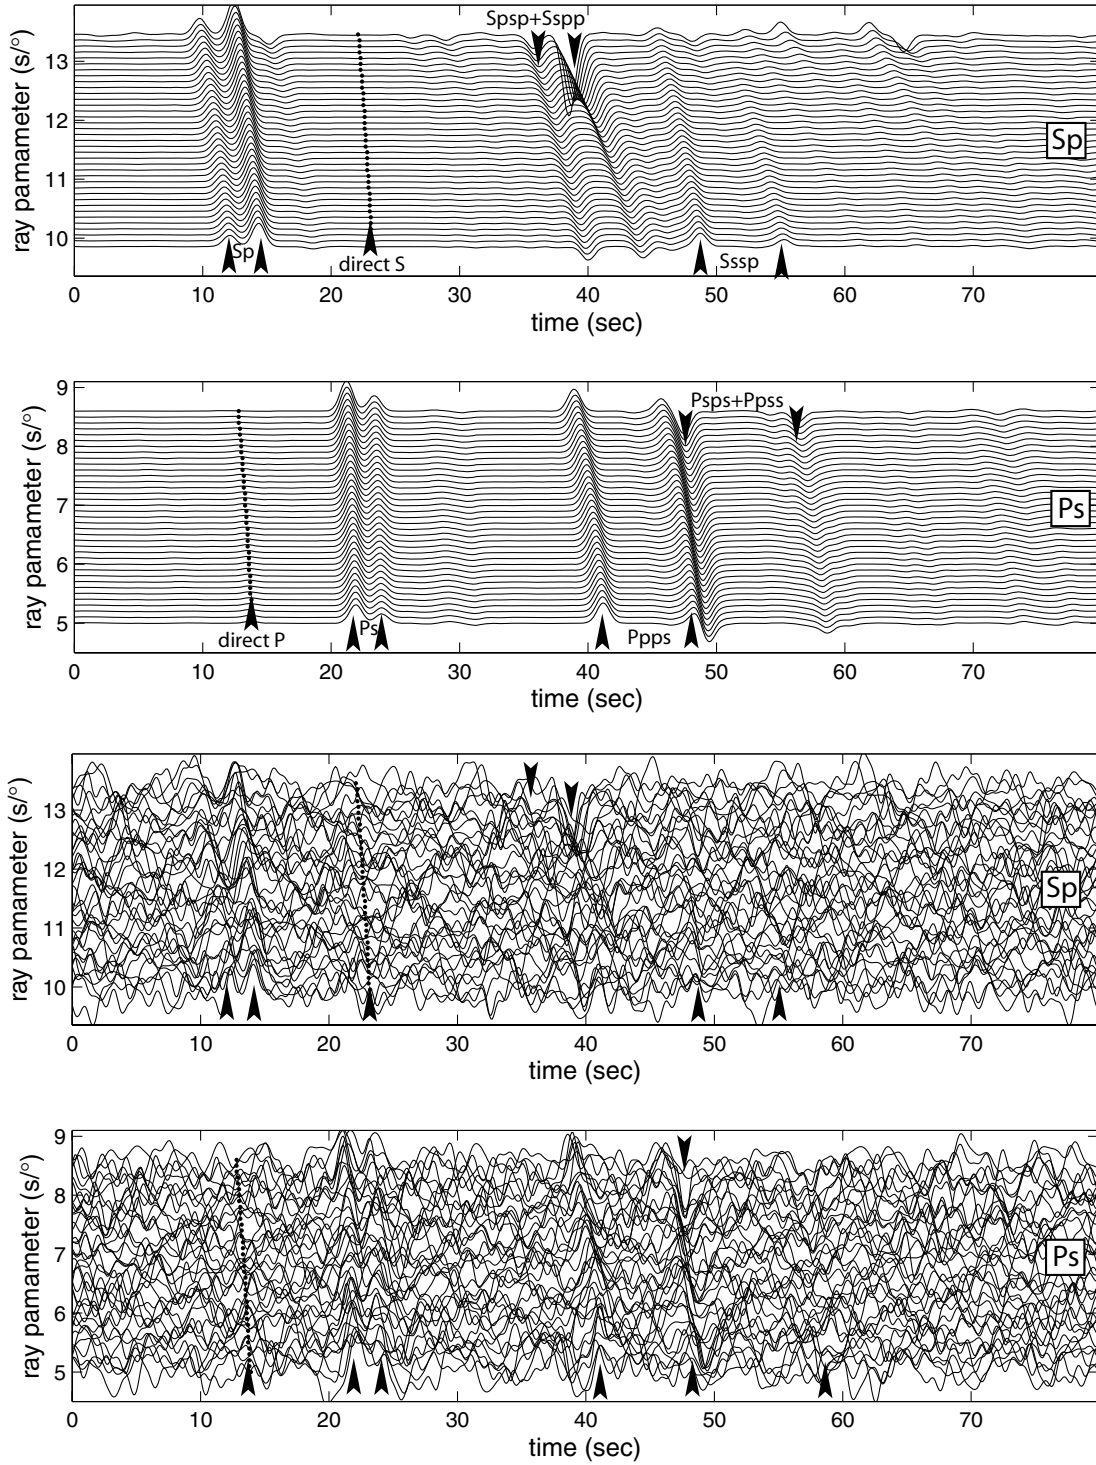 Spsp+Sspp
13
12
11
10
ray pamameter (s/°)
Sp
Sp
direct S
Sssp
0 10 20 30 40 50 60 70
time (sec)
9
8
7
6
5
ray pamameter (s/°)
Psps+Ppss
Ps
direct P
Ps
Ppps
0 10 20 30 40 50 60 70
time (sec)
13
12
11
10
ray pamameter (s/°)
Sp
0 10 20 30 40 50 60 70
time (sec)
9
8
7
6
5
ray pamameter (s/°)
Ps
0 10 20 30 40 50 60 70
time (sec)